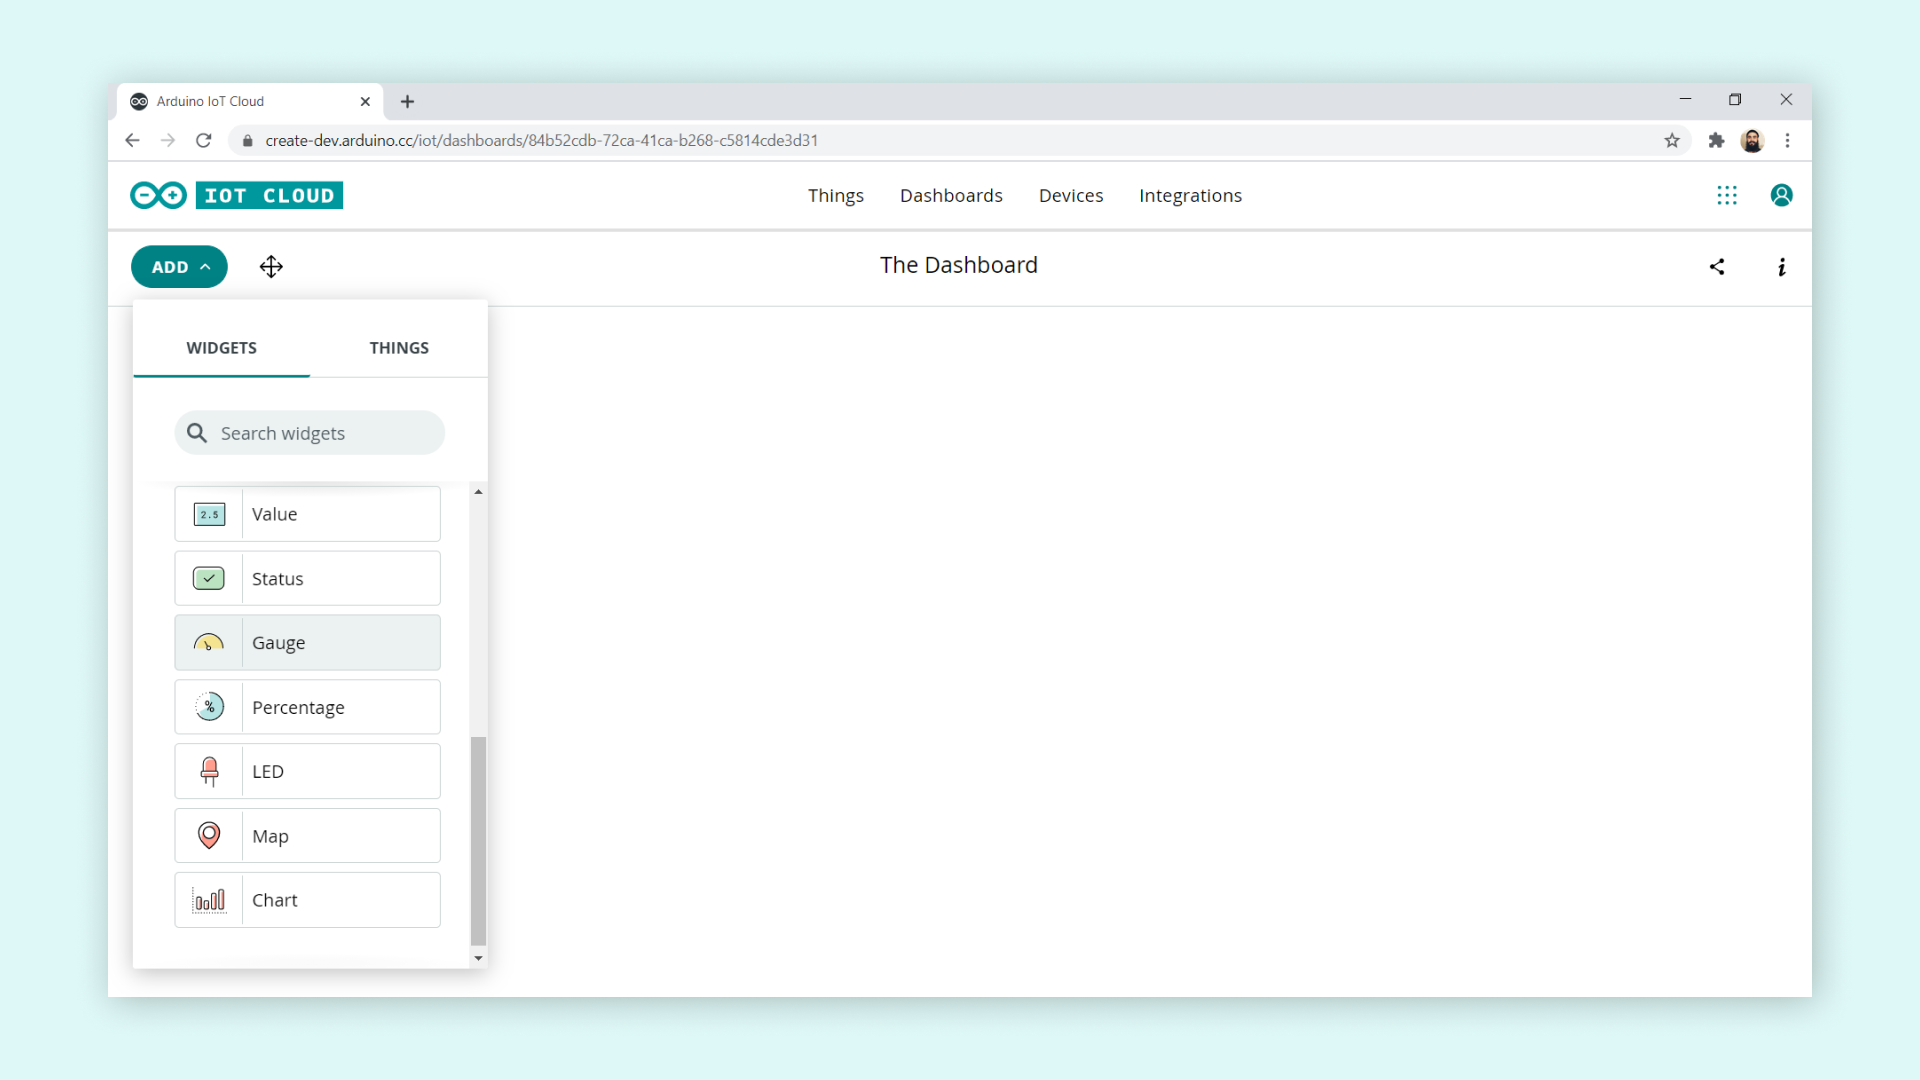 Arduino IoT Cloud
create-dev.arduino.cc/iot/dashboards/84b52cdb-72ca-41ca-b268-c5814cde3d31
IOT CLOUD
Things Dashboards Devices Integrations
ADD
The Dashboard
i
WIDGETS THINGS
Search widgets
2.5 Value
Status
Gauge
% Percentage
LED
Map
Chart